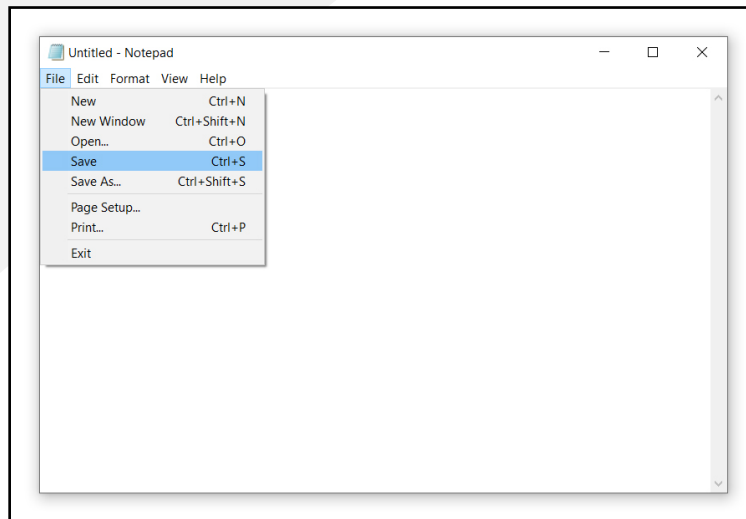 Untitled - Notepad
File Edit Format View Help
New Ctrl+N
New Window Ctrl+Shift+N
Open... Ctrl+O
Save Ctrl+S
Save As... Ctrl+Shift+S
Page Setup...
Print... Ctrl+P
Exit